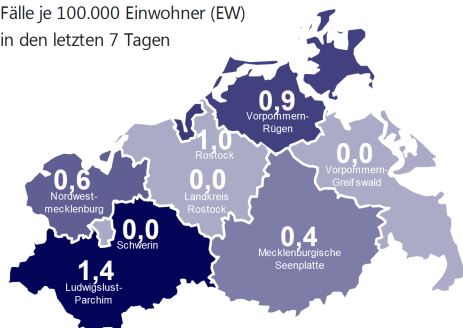 Fälle je 100.000 Einwohner (EW)
in den letzten 7 Tagen
0,9
Vorpommern-
Rügen
1,0
Rostock
0,0
Vorpommern-
Greifswald
0,6
Nordwest-
mecklenburg
0,0
Landkreis
Rostock
0,0
Schwerin
0,4
Mecklenburgische
Seenplatte
1,4
Ludwigslust-
Parchim